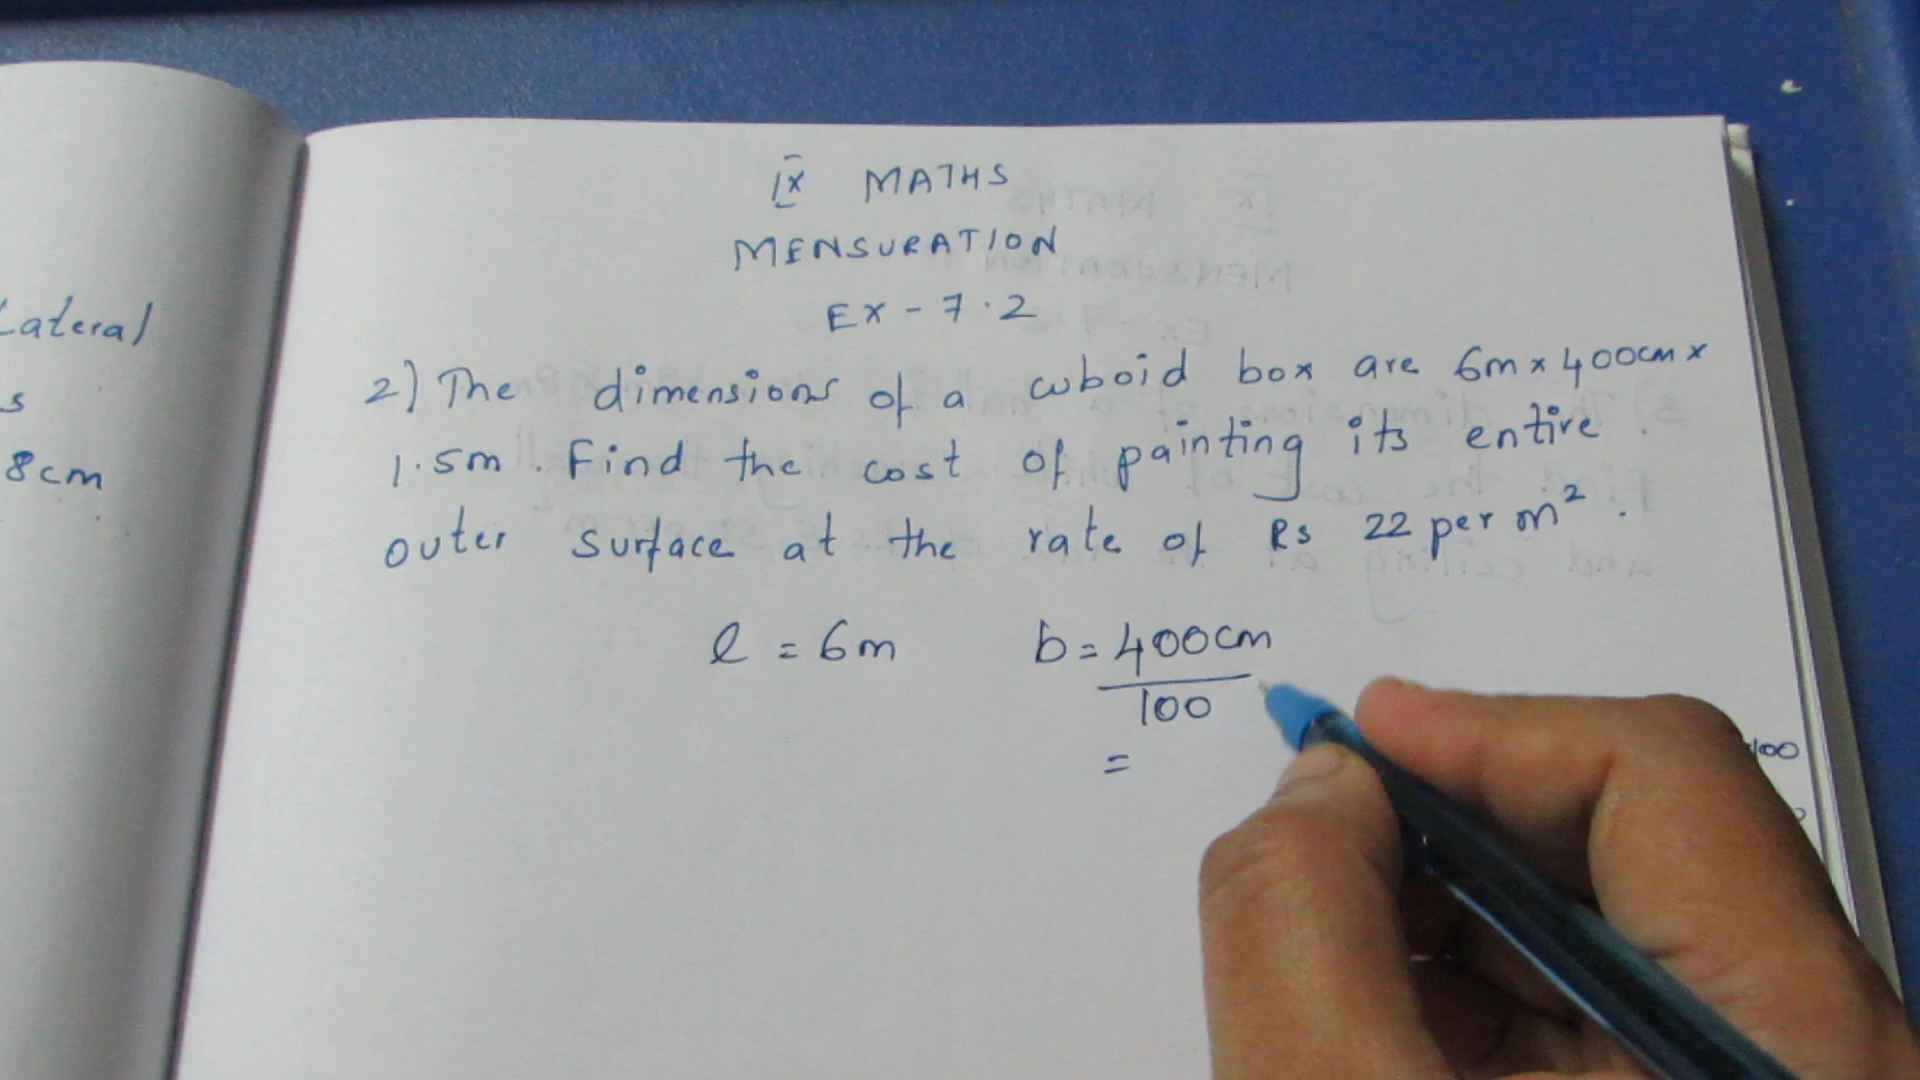 Lateral
s
8cm
IX MATHS
MENSURATION
Ex - 7.2
2) The dimensions of a cuboid box are 6m x 400cm x
1.5m. Find the cost of painting its entire
outer surface at the rate of Rs 22 per m².
l = 6m b = 400cm
100
=
100